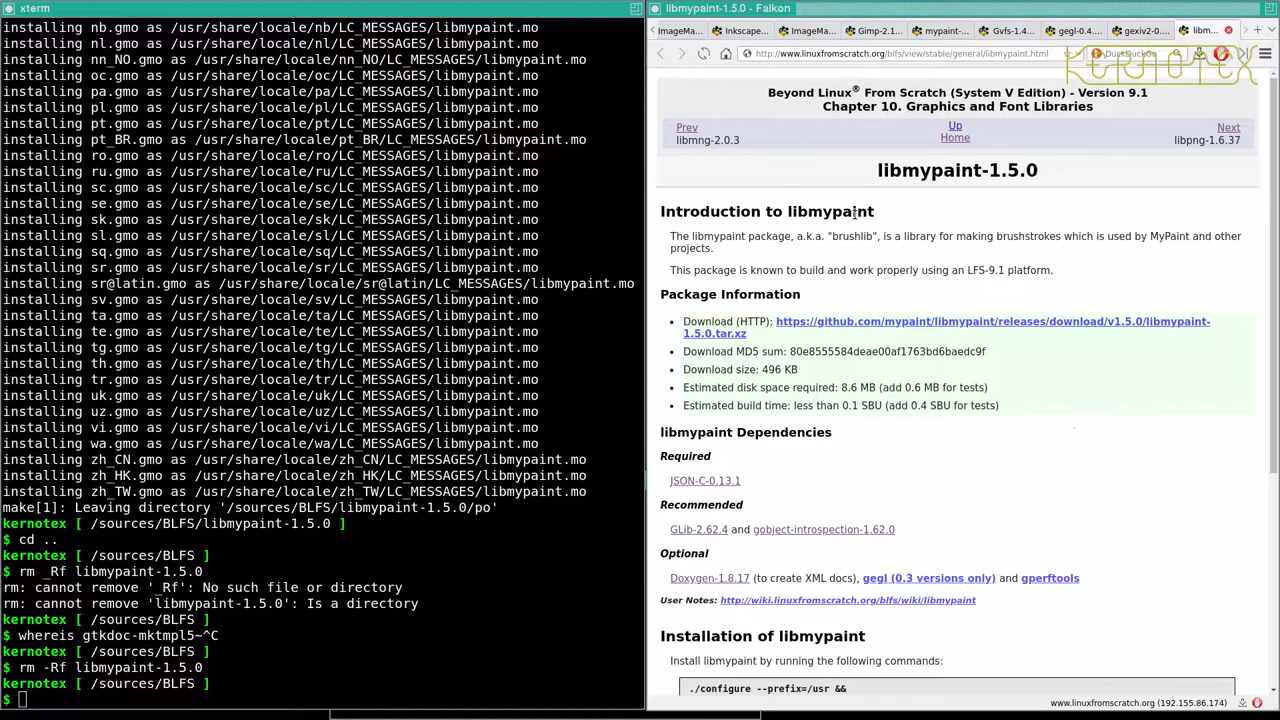 xterm
installing nb.gmo as /usr/share/locale/nb/LC_MESSAGES/libmypaint.mo
installing nl.gmo as /usr/share/locale/nl/LC_MESSAGES/libmypaint.mo
installing nn_NO.gmo as /usr/share/locale/nn_NO/LC_MESSAGES/libmypaint.mo
installing oc.gmo as /usr/share/locale/oc/LC_MESSAGES/libmypaint.mo
installing pa.gmo as /usr/share/locale/pa/LC_MESSAGES/libmypaint.mo
installing pl.gmo as /usr/share/locale/pl/LC_MESSAGES/libmypaint.mo
installing pt.gmo as /usr/share/locale/pt/LC_MESSAGES/libmypaint.mo
installing pt_BR.gmo as /usr/share/locale/pt_BR/LC_MESSAGES/libmypaint.mo
installing ro.gmo as /usr/share/locale/ro/LC_MESSAGES/libmypaint.mo
installing ru.gmo as /usr/share/locale/ru/LC_MESSAGES/libmypaint.mo
installing sc.gmo as /usr/share/locale/sc/LC_MESSAGES/libmypaint.mo
installing se.gmo as /usr/share/locale/se/LC_MESSAGES/libmypaint.mo
installing sk.gmo as /usr/share/locale/sk/LC_MESSAGES/libmypaint.mo
installing sl.gmo as /usr/share/locale/sl/LC_MESSAGES/libmypaint.mo
installing sq.gmo as /usr/share/locale/sq/LC_MESSAGES/libmypaint.mo
installing sr.gmo as /usr/share/locale/sr/LC_MESSAGES/libmypaint.mo
installing sr@latin.gmo as /usr/share/locale/sr@latin/LC_MESSAGES/libmypaint.mo
installing sv.gmo as /usr/share/locale/sv/LC_MESSAGES/libmypaint.mo
installing ta.gmo as /usr/share/locale/ta/LC_MESSAGES/libmypaint.mo
installing te.gmo as /usr/share/locale/te/LC_MESSAGES/libmypaint.mo
installing tg.gmo as /usr/share/locale/tg/LC_MESSAGES/libmypaint.mo
installing th.gmo as /usr/share/locale/th/LC_MESSAGES/libmypaint.mo
installing tr.gmo as /usr/share/locale/tr/LC_MESSAGES/libmypaint.mo
installing uk.gmo as /usr/share/locale/uk/LC_MESSAGES/libmypaint.mo
installing uz.gmo as /usr/share/locale/uz/LC_MESSAGES/libmypaint.mo
installing vi.gmo as /usr/share/locale/vi/LC_MESSAGES/libmypaint.mo
installing wa.gmo as /usr/share/locale/wa/LC_MESSAGES/libmypaint.mo
installing zh_CN.gmo as /usr/share/locale/zh_CN/LC_MESSAGES/libmypaint.mo
installing zh_HK.gmo as /usr/share/locale/zh_HK/LC_MESSAGES/libmypaint.mo
installing zh_TW.gmo as /usr/share/locale/zh_TW/LC_MESSAGES/libmypaint.mo
make[1]: Leaving directory '/sources/BLFS/libmypaint-1.5.0/po'
kernotex [ /sources/BLFS/libmypaint-1.5.0 ]
$ cd ..
kernotex [ /sources/BLFS ]
$ rm _Rf libmypaint-1.5.0
rm: cannot remove '_Rf': No such file or directory
rm: cannot remove 'libmypaint-1.5.0': Is a directory
kernotex [ /sources/BLFS ]
$ whereis gtkdoc-mktmpl5~^C
kernotex [ /sources/BLFS ]
$ rm -Rf libmypaint-1.5.0
kernotex [ /sources/BLFS ]
$
libmypaint-1.5.0 - Falkon
ImageMa... Inkscape... ImageMa... Gimp-2.1... mypaint-... Gvfs-1.4... gegl-0.4... gexiv2-0... libm...
http://www.linuxfromscratch.org/blfs/view/stable/general/libmypaint.html DuckDuckGo
KERNOTEX
Beyond Linux® From Scratch (System V Edition) - Version 9.1
Chapter 10. Graphics and Font Libraries
Prev Up Next
libmng-2.0.3 Home libpng-1.6.37
libmypaint-1.5.0
Introduction to libmypaint
The libmypaint package, a.k.a. "brushlib", is a library for making brushstrokes which is used by MyPaint and other
projects.
This package is known to build and work properly using an LFS-9.1 platform.
Package Information
• Download (HTTP): https://github.com/mypaint/libmypaint/releases/download/v1.5.0/libmypaint-
1.5.0.tar.xz
• Download MD5 sum: 80e8555584deae00af1763bd6baedc9f
• Download size: 496 KB
• Estimated disk space required: 8.6 MB (add 0.6 MB for tests)
• Estimated build time: less than 0.1 SBU (add 0.4 SBU for tests)
libmypaint Dependencies
Required
JSON-C-0.13.1
Recommended
GLib-2.62.4 and gobject-introspection-1.62.0
Optional
Doxygen-1.8.17 (to create XML docs), gegl (0.3 versions only) and gperftools
User Notes: http://wiki.linuxfromscratch.org/blfs/wiki/libmypaint
Installation of libmypaint
Install libmypaint by running the following commands:
./configure --prefix=/usr &&
www.linuxfromscratch.org (192.155.86.174)